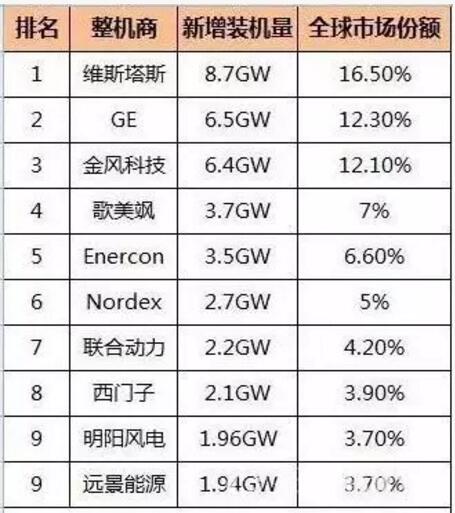 排名 整机商 新增装机量 全球市场份额
1 维斯塔斯 8.7GW 16.50%
2 GE 6.5GW 12.30%
3 金风科技 6.4GW 12.10%
4 歌美飒 3.7GW 7%
5 Enercon 3.5GW 6.60%
6 Nordex 2.7GW 5%
7 联合动力 2.2GW 4.20%
8 西门子 2.1GW 3.90%
9 明阳风电 1.96GW 3.70%
9 远景能源 1.94GW 3.70%